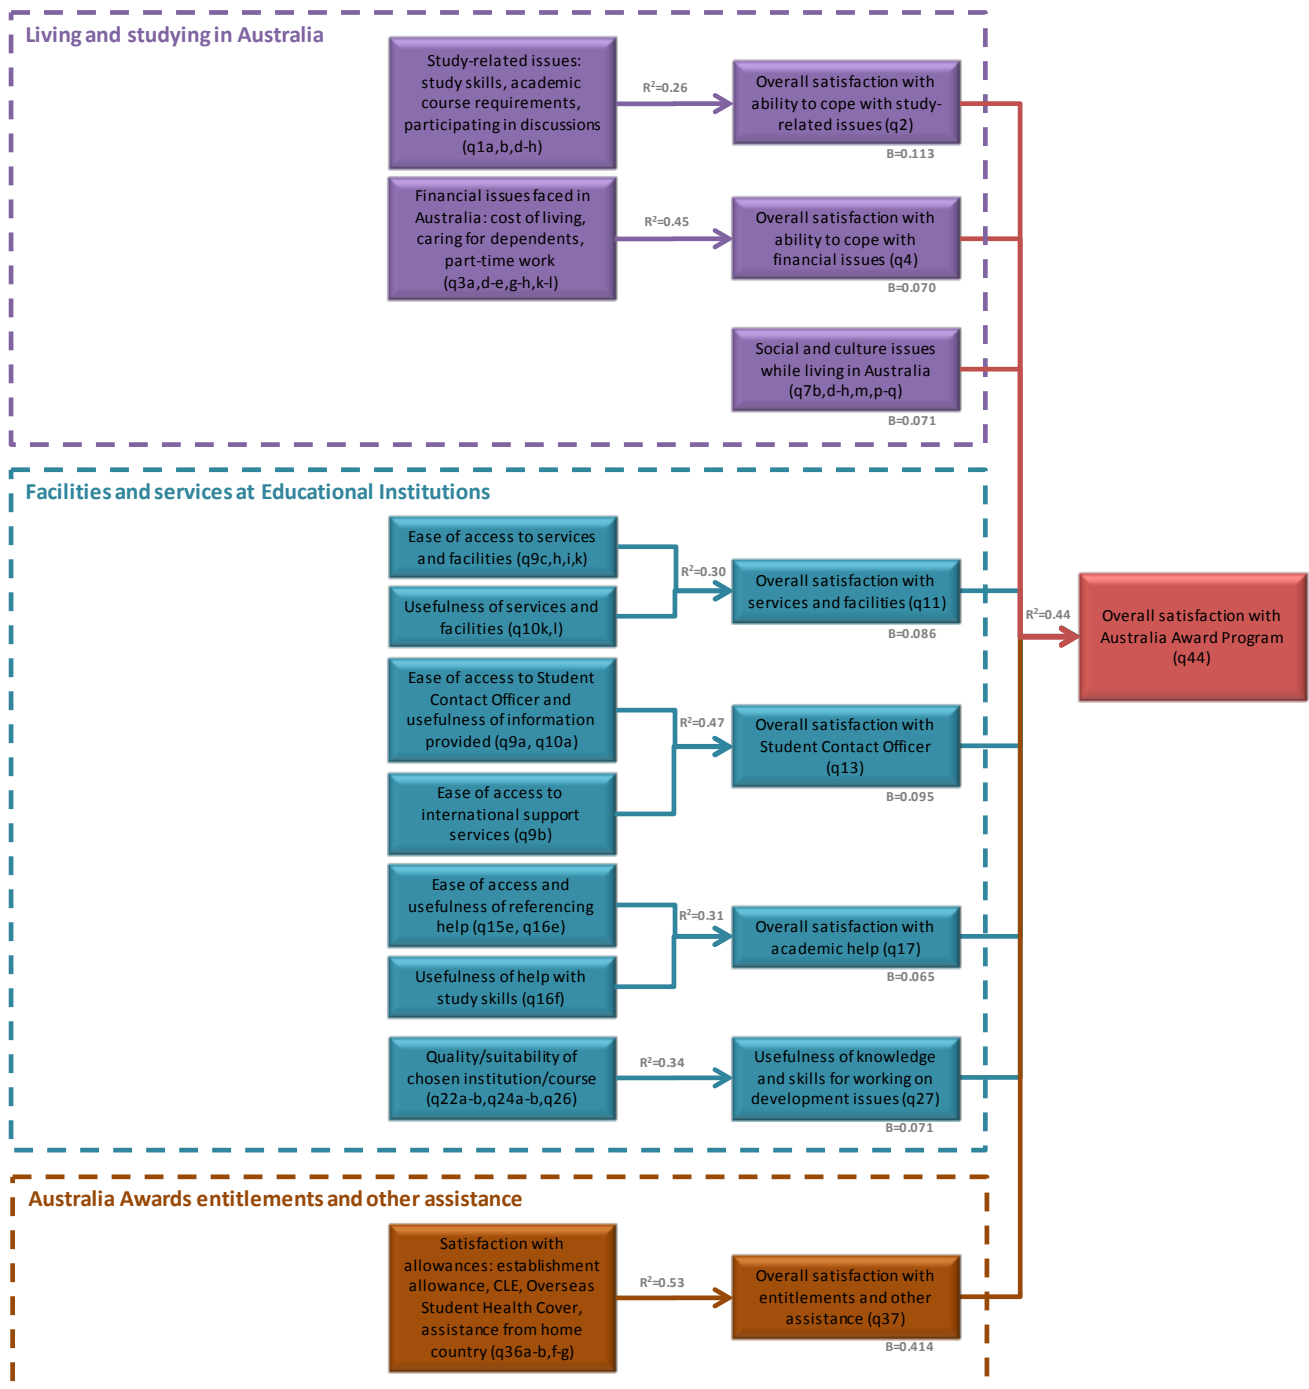 Living and studying in Australia
Study-related issues:
study skills, academic
course requirements,
participating in discussions
(q1a,b,d-h)
R²=0.26
Overall satisfaction with
ability to cope with study-
related issues (q2)
B=0.113
Financial issues faced in
Australia: cost of living,
caring for dependents,
part-time work
(q3a,d-e,g-h,k-l)
R²=0.45
Overall satisfaction with
ability to cope with
financial issues (q4)
B=0.070
Social and culture issues
while living in Australia
(q7b,d-h,m,p-q)
B=0.071
Facilities and services at Educational Institutions
Ease of access to services
and facilities (q9c,h,i,k)
Usefulness of services and
facilities (q10k,l)
R²=0.30
Overall satisfaction with
services and facilities (q11)
B=0.086
Ease of access to Student
Contact Officer and
usefulness of information
provided (q9a, q10a)
Ease of access to
international support
services (q9b)
R²=0.47
Overall satisfaction with
Student Contact Officer
(q13)
B=0.095
Ease of access and
usefulness of referencing
help (q15e, q16e)
Usefulness of help with
study skills (q16f)
R²=0.31
Overall satisfaction with
academic help (q17)
B=0.065
Quality/suitability of
chosen institution/course
(q22a-b,q24a-b,q26)
R²=0.34
Usefulness of knowledge
and skills for working on
development issues (q27)
B=0.071
R²=0.44
Overall satisfaction with
Australia Award Program
(q44)
Australia Awards entitlements and other assistance
Satisfaction with
allowances: establishment
allowance, CLE, Overseas
Student Health Cover,
assistance from home
country (q36a-b,f-g)
R²=0.53
Overall satisfaction with
entitlements and other
assistance (q37)
B=0.414